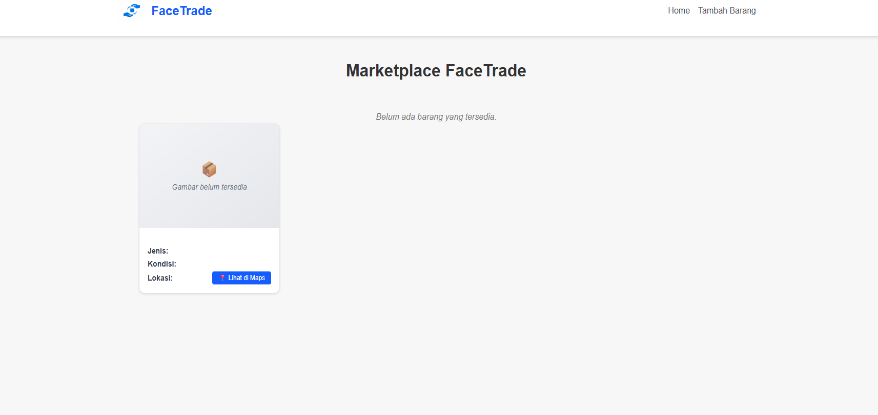 FaceTrade
Home Tambah Barang
Marketplace FaceTrade
Belum ada barang yang tersedia.
Gambar belum tersedia
Jenis:
Kondisi:
Lokasi: Lihat di Maps